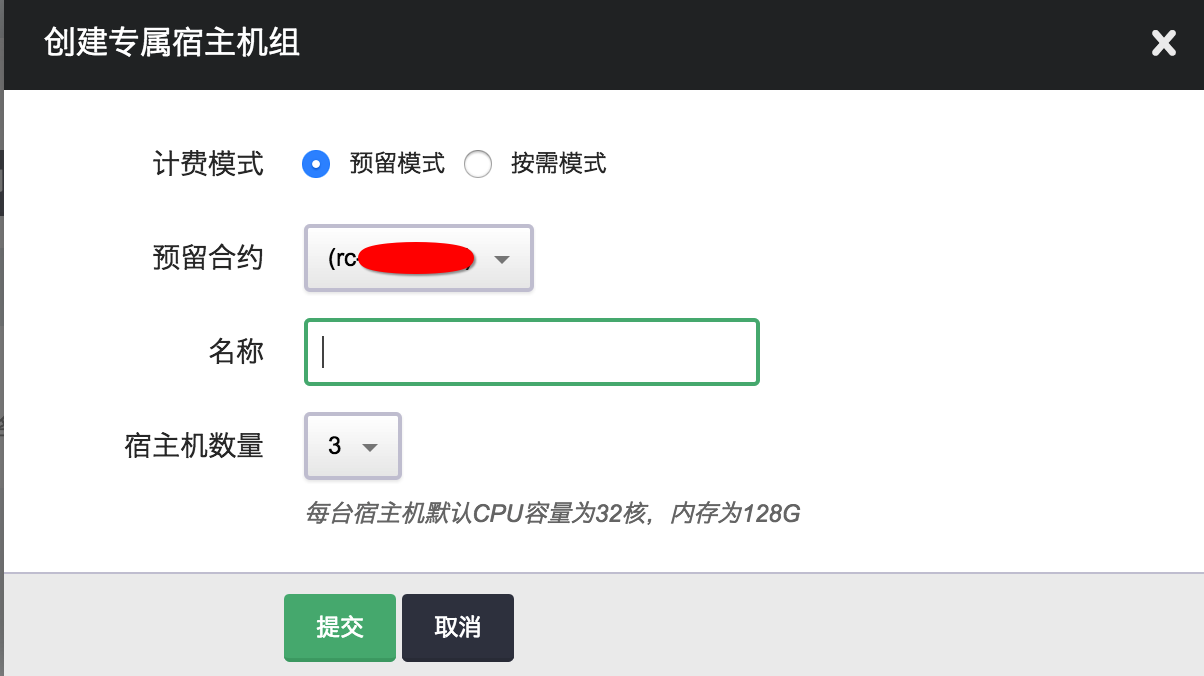 创建专属宿主机组
计费模式 预留模式 按需模式
预留合约 (rc-
名称
宿主机数量 3
每台宿主机默认CPU容量为32核，内存为128G
提交 取消